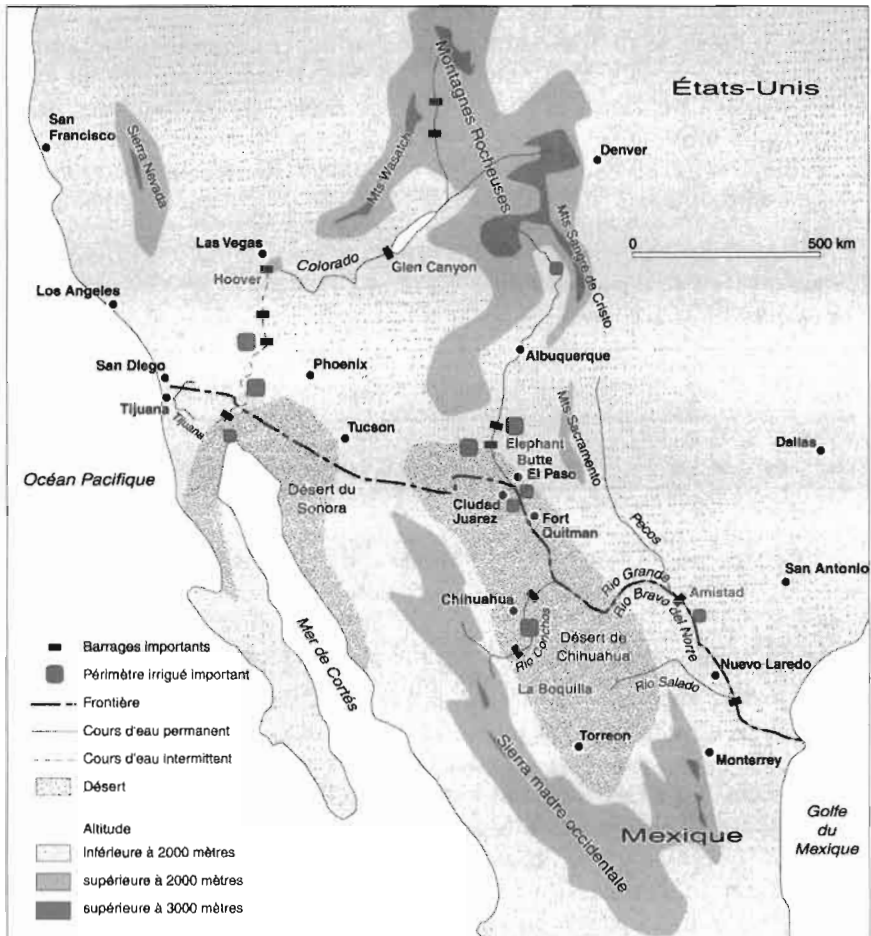 Montagnes Rocheuses
États-Unis
San
Francisco
Sierra Nevada
Mts Wasatch
Denver
Mts Sangre de Cristo
0
500 km
Las Vegas
Colorado
Glen Canyon
Hoover
Los Angeles
Albuquerque
San Diego
Phoenix
Tijuana
Tijuana
Tucson
Mts Sacramento
Elephant
Butte
El Paso
Dallas
Océan Pacifique
Désert du
Sonora
Ciudad
Juarez
Fort
Quitman
Pecos
San Antonio
Rio Grande
Rio Bravo del Norre
Amistad
Chihuahua
Rio Conchos
Désert de
Chihuahua
Nuevo Laredo
La Boquilla
Rio Salado
Mer de Cortés
Torreon
Monterrey
Sierra madre occidentale
Mexique
Golfe
du
Mexique
Barrages importants
Périmètre irrigué important
Frontière
Cours d'eau permanent
Cours d'eau intermittent
Désert
Altitude
Inférieure à 2000 mètres
supérieure à 2000 mètres
supérieure à 3000 mètres